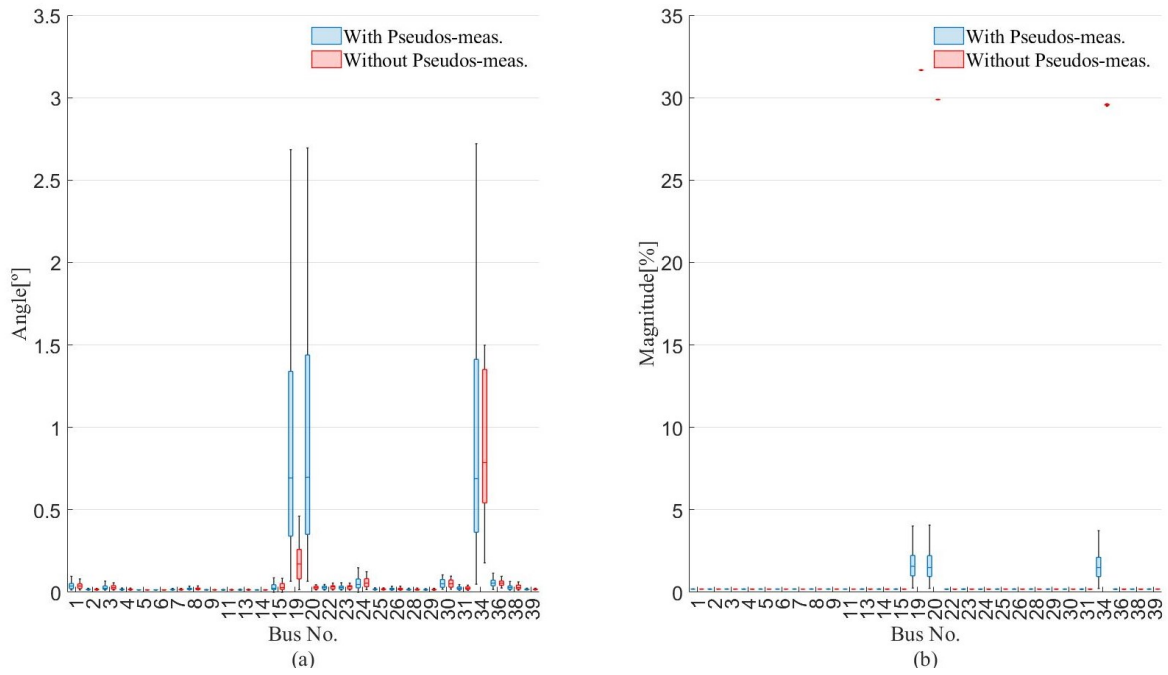 3.5
With Pseudos-meas.
Without Pseudos-meas.
3
2.5
2
1.5
1
0.5
0
Angle[º]
1 2 3 4 5 6 7 8 9 11 13 14 15 19 20 22 23 24 25 26 28 29 30 31 34 36 38 39
Bus No.
(a)
35
With Pseudos-meas.
Without Pseudos-meas.
30
25
20
15
10
5
0
Magnitude[%]
1 2 3 4 5 6 7 8 9 11 13 14 15 19 20 22 23 24 25 26 28 29 30 31 34 36 38 39
Bus No.
(b)